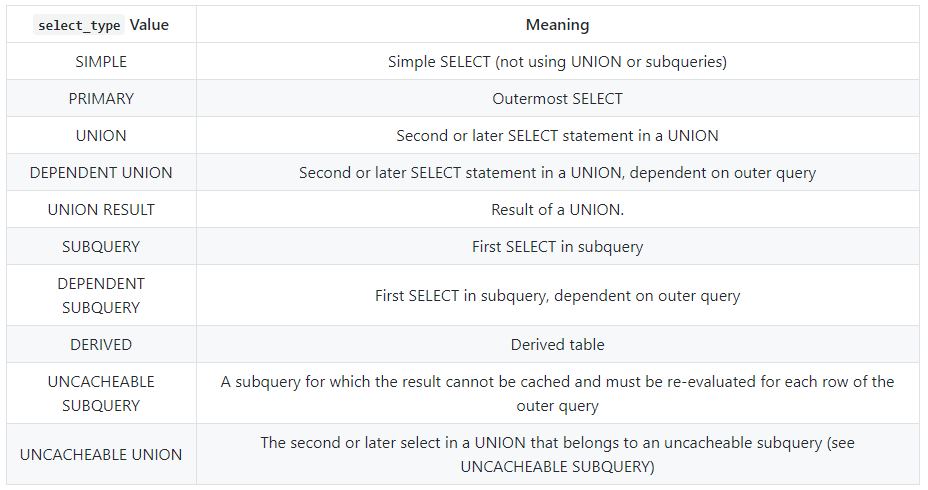 select_type Value Meaning
SIMPLE Simple SELECT (not using UNION or subqueries)
PRIMARY Outermost SELECT
UNION Second or later SELECT statement in a UNION
DEPENDENT UNION Second or later SELECT statement in a UNION, dependent on outer query
UNION RESULT Result of a UNION.
SUBQUERY First SELECT in subquery
DEPENDENT
SUBQUERY
First SELECT in subquery, dependent on outer query
DERIVED Derived table
UNCACHEABLE
SUBQUERY
A subquery for which the result cannot be cached and must be re-evaluated for each row of the
outer query
UNCACHEABLE UNION
The second or later select in a UNION that belongs to an uncacheable subquery (see
UNCACHEABLE SUBQUERY)